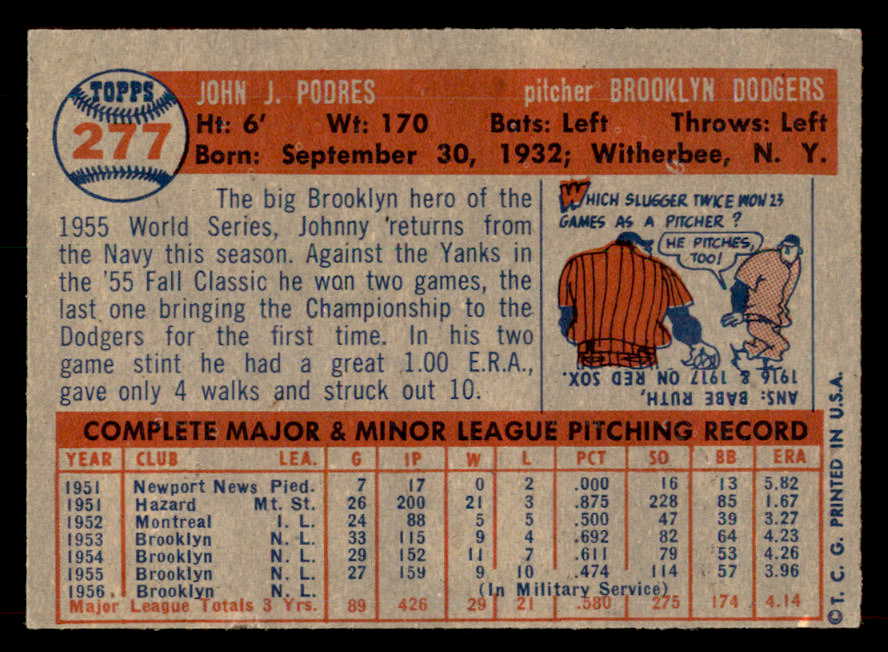 TOPPS
277
JOHN J. PODRES pitcher BROOKLYN DODGERS
Ht: 6' Wt: 170 Bats: Left Throws: Left
Born: September 30, 1932; Witherbee, N. Y.
The big Brooklyn hero of the
1955 World Series, Johnny returns from
the Navy this season. Against the Yanks in
the '55 Fall Classic he won two games, the
last one bringing the Championship to the
Dodgers for the first time. In his two
game stint he had a great 1.00 E.R.A.,
gave only 4 walks and struck out 10.
WHICH SLUGGER TWICE WON 23
GAMES AS A PITCHER?
HE PITCHES,
TOO!
ANS: BABE RUTH,
1916 & 1917 ON RED SOX.
COMPLETE MAJOR & MINOR LEAGUE PITCHING RECORD
YEAR CLUB LEA. G IP W L PCT SO BB ERA
1951 Newport News Pied. 7 17 0 2 .000 16 13 5.82
1951 Hazard Mt. St. 26 200 21 3 .875 228 85 1.67
1952 Montreal I. L. 24 88 5 5 .500 47 39 3.27
1953 Brooklyn N. L. 33 115 9 4 .692 82 64 4.23
1954 Brooklyn N. L. 29 152 11 7 .611 79 53 4.26
1955 Brooklyn N. L. 27 159 9 10 .474 114 57 3.96
1956 Brooklyn N. L. (In Military Service)
Major League Totals 3 Yrs. 89 426 29 21 .580 275 174 4.14
© T. C. G. PRINTED IN U.S.A.